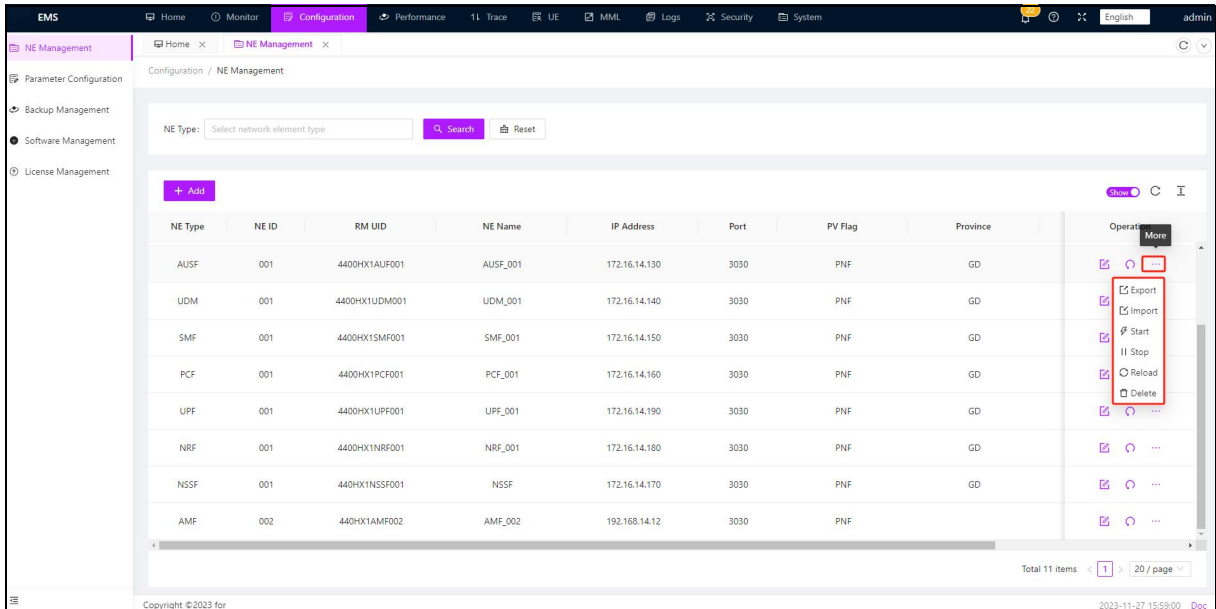 EMS Home Monitor Configuration Performance Trace UE MML Logs Security System 22 English admin
NE Management
Parameter Configuration
Backup Management
Software Management
License Management
Home NE Management
Configuration / NE Management
NE Type: Select network element type Search Reset
+ Add Show
NE Type NE ID RM UID NE Name IP Address Port PV Flag Province Operation
More
AUSF 001 4400HX1AUF001 AUSF_001 172.16.14.130 3030 PNF GD ...
UDM 001 4400HX1UDM001 UDM_001 172.16.14.140 3030 PNF GD
SMF 001 4400HX1SMF001 SMF_001 172.16.14.150 3030 PNF GD
PCF 001 4400HX1PCF001 PCF_001 172.16.14.160 3030 PNF GD
UPF 001 4400HX1UPF001 UPF_001 172.16.14.190 3030 PNF GD ...
NRF 001 4400HX1NRF001 NRF_001 172.16.14.180 3030 PNF GD ...
NSSF 001 440HX1NSSF001 NSSF 172.16.14.170 3030 PNF GD ...
AMF 002 440HX1AMF002 AMF_002 192.168.14.12 3030 PNF ...
Export
Import
Start
Stop
Reload
Delete
Total 11 items < 1 > 20 / page
Copyright ©2023 for 2023-11-27 15:59:00 Doc